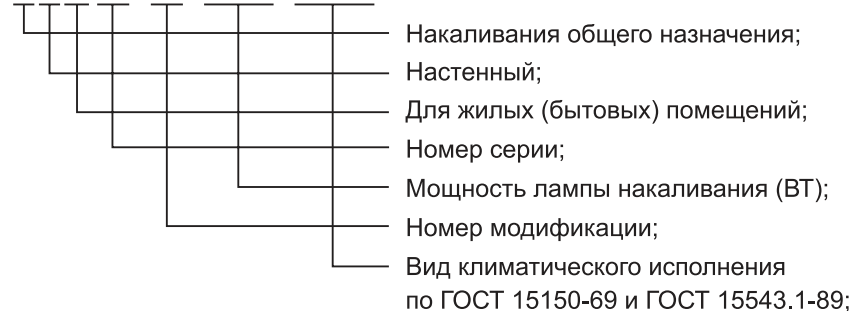 Накаливания общего назначения;
Настенный;
Для жилых (бытовых) помещений;
Номер серии;
Мощность лампы накаливания (ВТ);
Номер модификации;
Вид климатического исполнения
по ГОСТ 15150-69 и ГОСТ 15543.1-89;